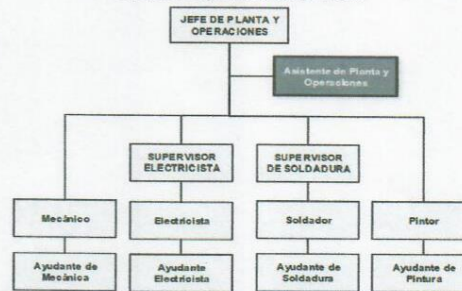 JEFE DE PLANTA Y
OPERACIONES
Asistente de Planta y
Operaciones
SUPERVISOR
ELECTRICISTA
SUPERVISOR
DE SOLDADURA
Mecánico
Electricista
Soldador
Pintor
Ayudante de
Mecánica
Ayudante
Electricista
Ayudante de
Soldadura
Ayudante de
Pintura